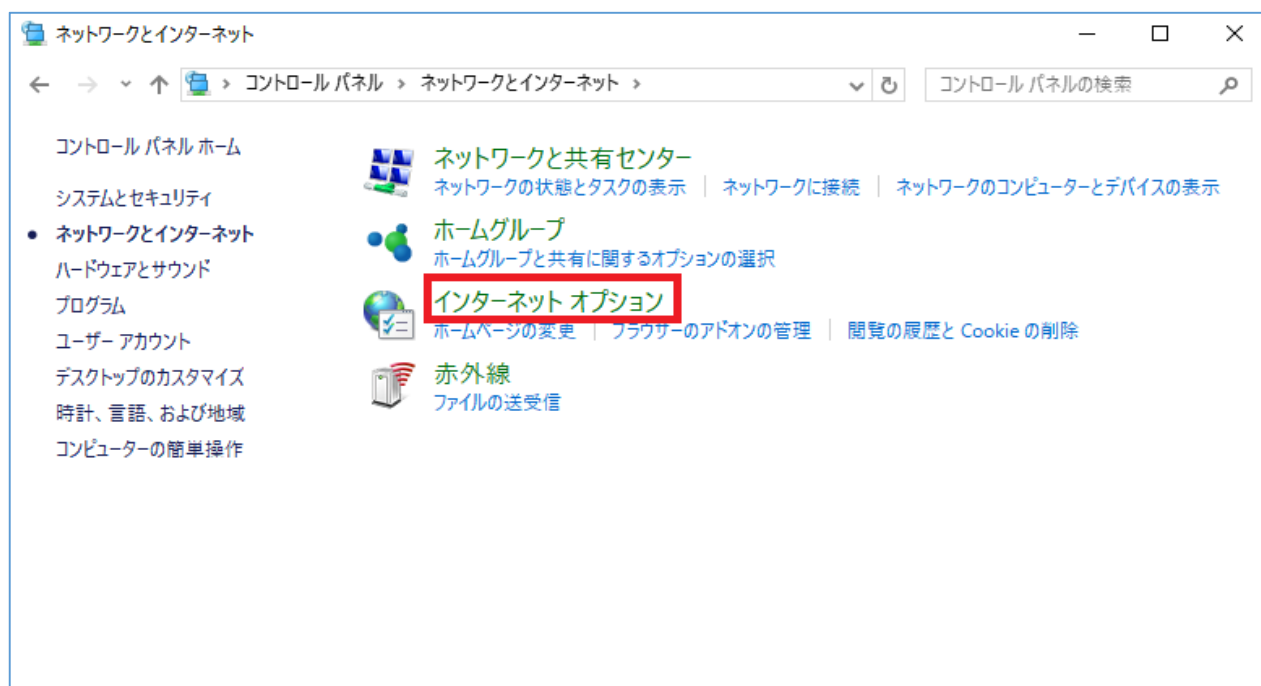 ネットワークとインターネット
コントロール パネル › ネットワークとインターネット ›
コントロール パネルの検索
コントロール パネル ホーム
システムとセキュリティ
ネットワークとインターネット
ハードウェアとサウンド
プログラム
ユーザー アカウント
デスクトップのカスタマイズ
時計、言語、および地域
コンピューターの簡単操作
ネットワークと共有センター
ネットワークの状態とタスクの表示 ｜ ネットワークに接続 ｜ ネットワークのコンピューターとデバイスの表示
ホームグループ
ホームグループと共有に関するオプションの選択
インターネット オプション
ホームページの変更 ｜ ブラウザーのアドオンの管理 ｜ 閲覧の履歴と Cookie の削除
赤外線
ファイルの送受信